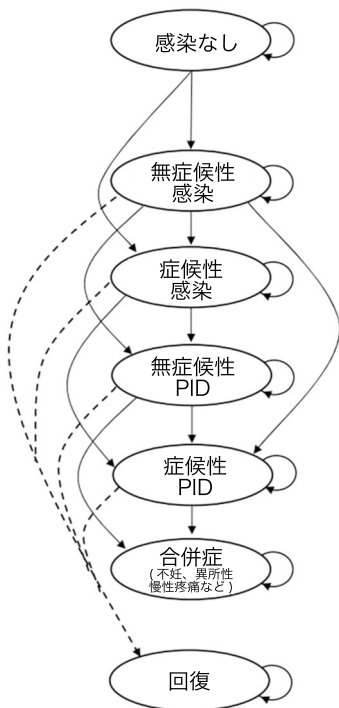 感染なし
無症候性
感染
症候性
感染
無症候性
PID
症候性
PID
合併症
(不妊、異所性
慢性疼痛など)
回復